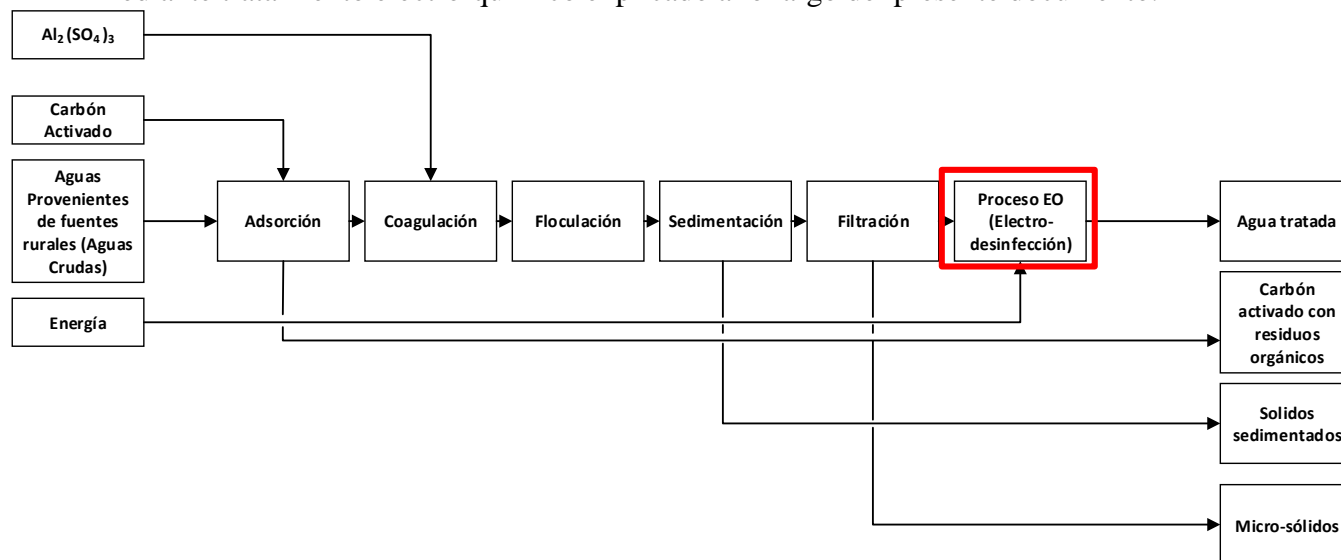 Al2(SO4)3
Carbón
Activado
Aguas
Provenientes
de fuentes
rurales (Aguas
Crudas)
Energía
Adsorción
Coagulación
Floculación
Sedimentación
Filtración
Proceso EO
(Electro-
desinfección)
Agua tratada
Carbón
activado con
residuos
orgánicos
Solidos
sedimentados
Micro-sólidos